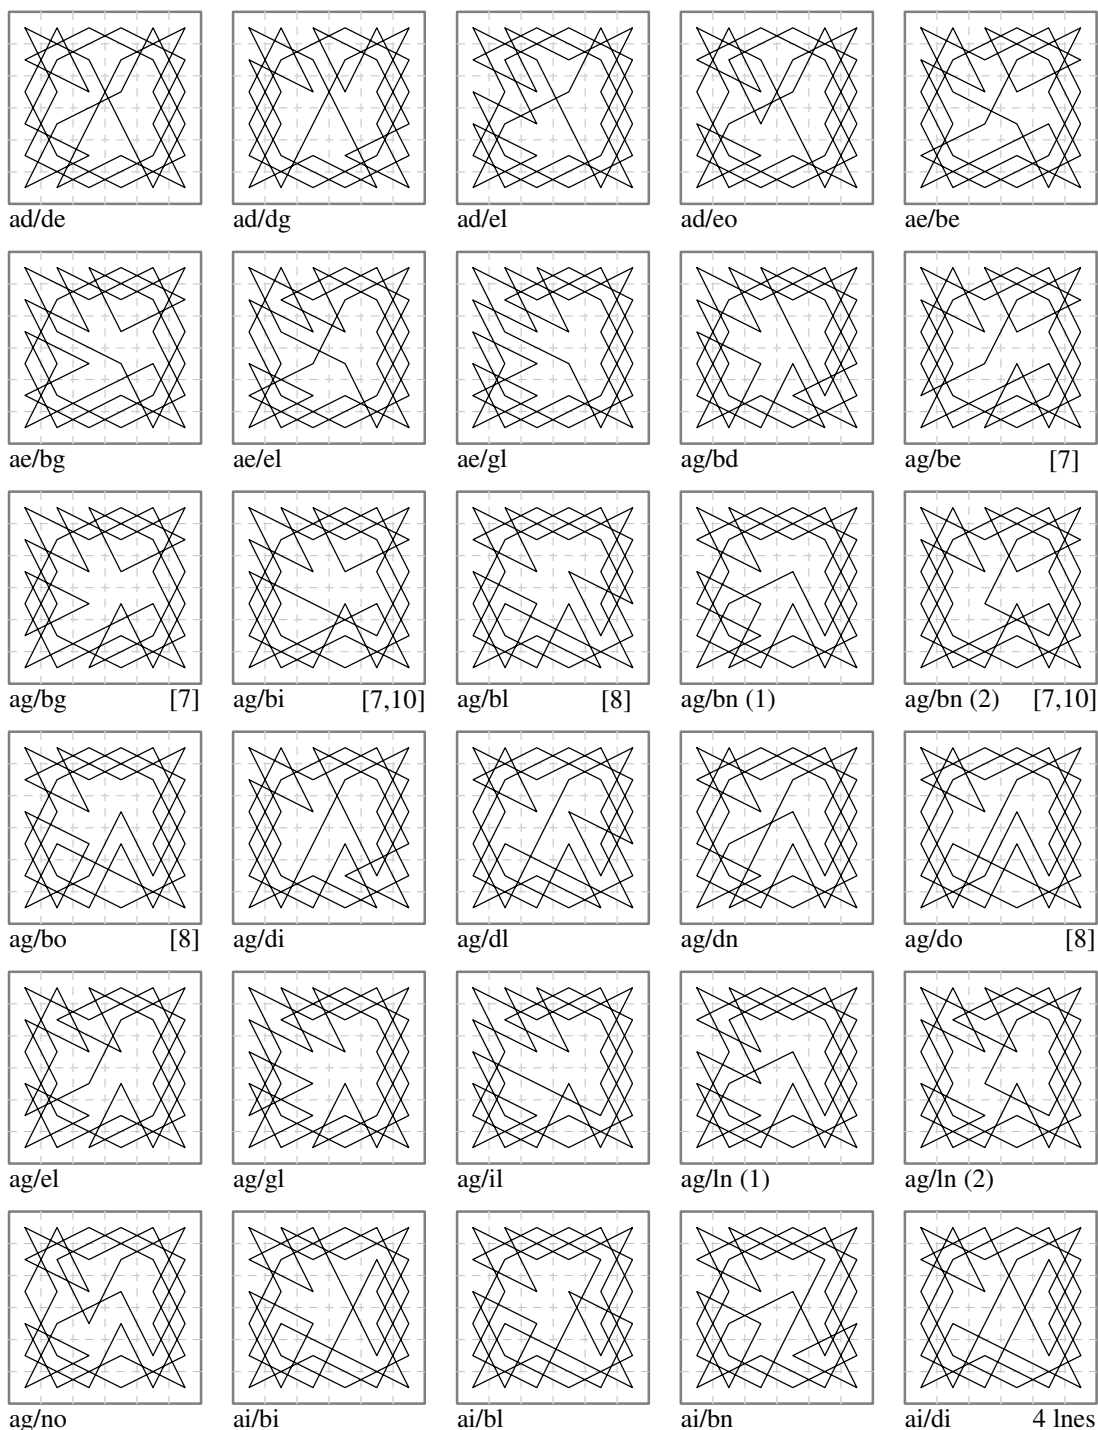 ad/de ad/dg ad/el ad/eo ae/be
ae/bg ae/el ae/gl ag/bd ag/be [7]
ag/bg [7] ag/bi [7,10] ag/bl [8] ag/bn (1) ag/bn (2) [7,10]
ag/bo [8] ag/di ag/dl ag/dn ag/do [8]
ag/el ag/gl ag/il ag/ln (1) ag/ln (2)
ag/no ai/bi ai/bl ai/bn ai/di 4 lnes